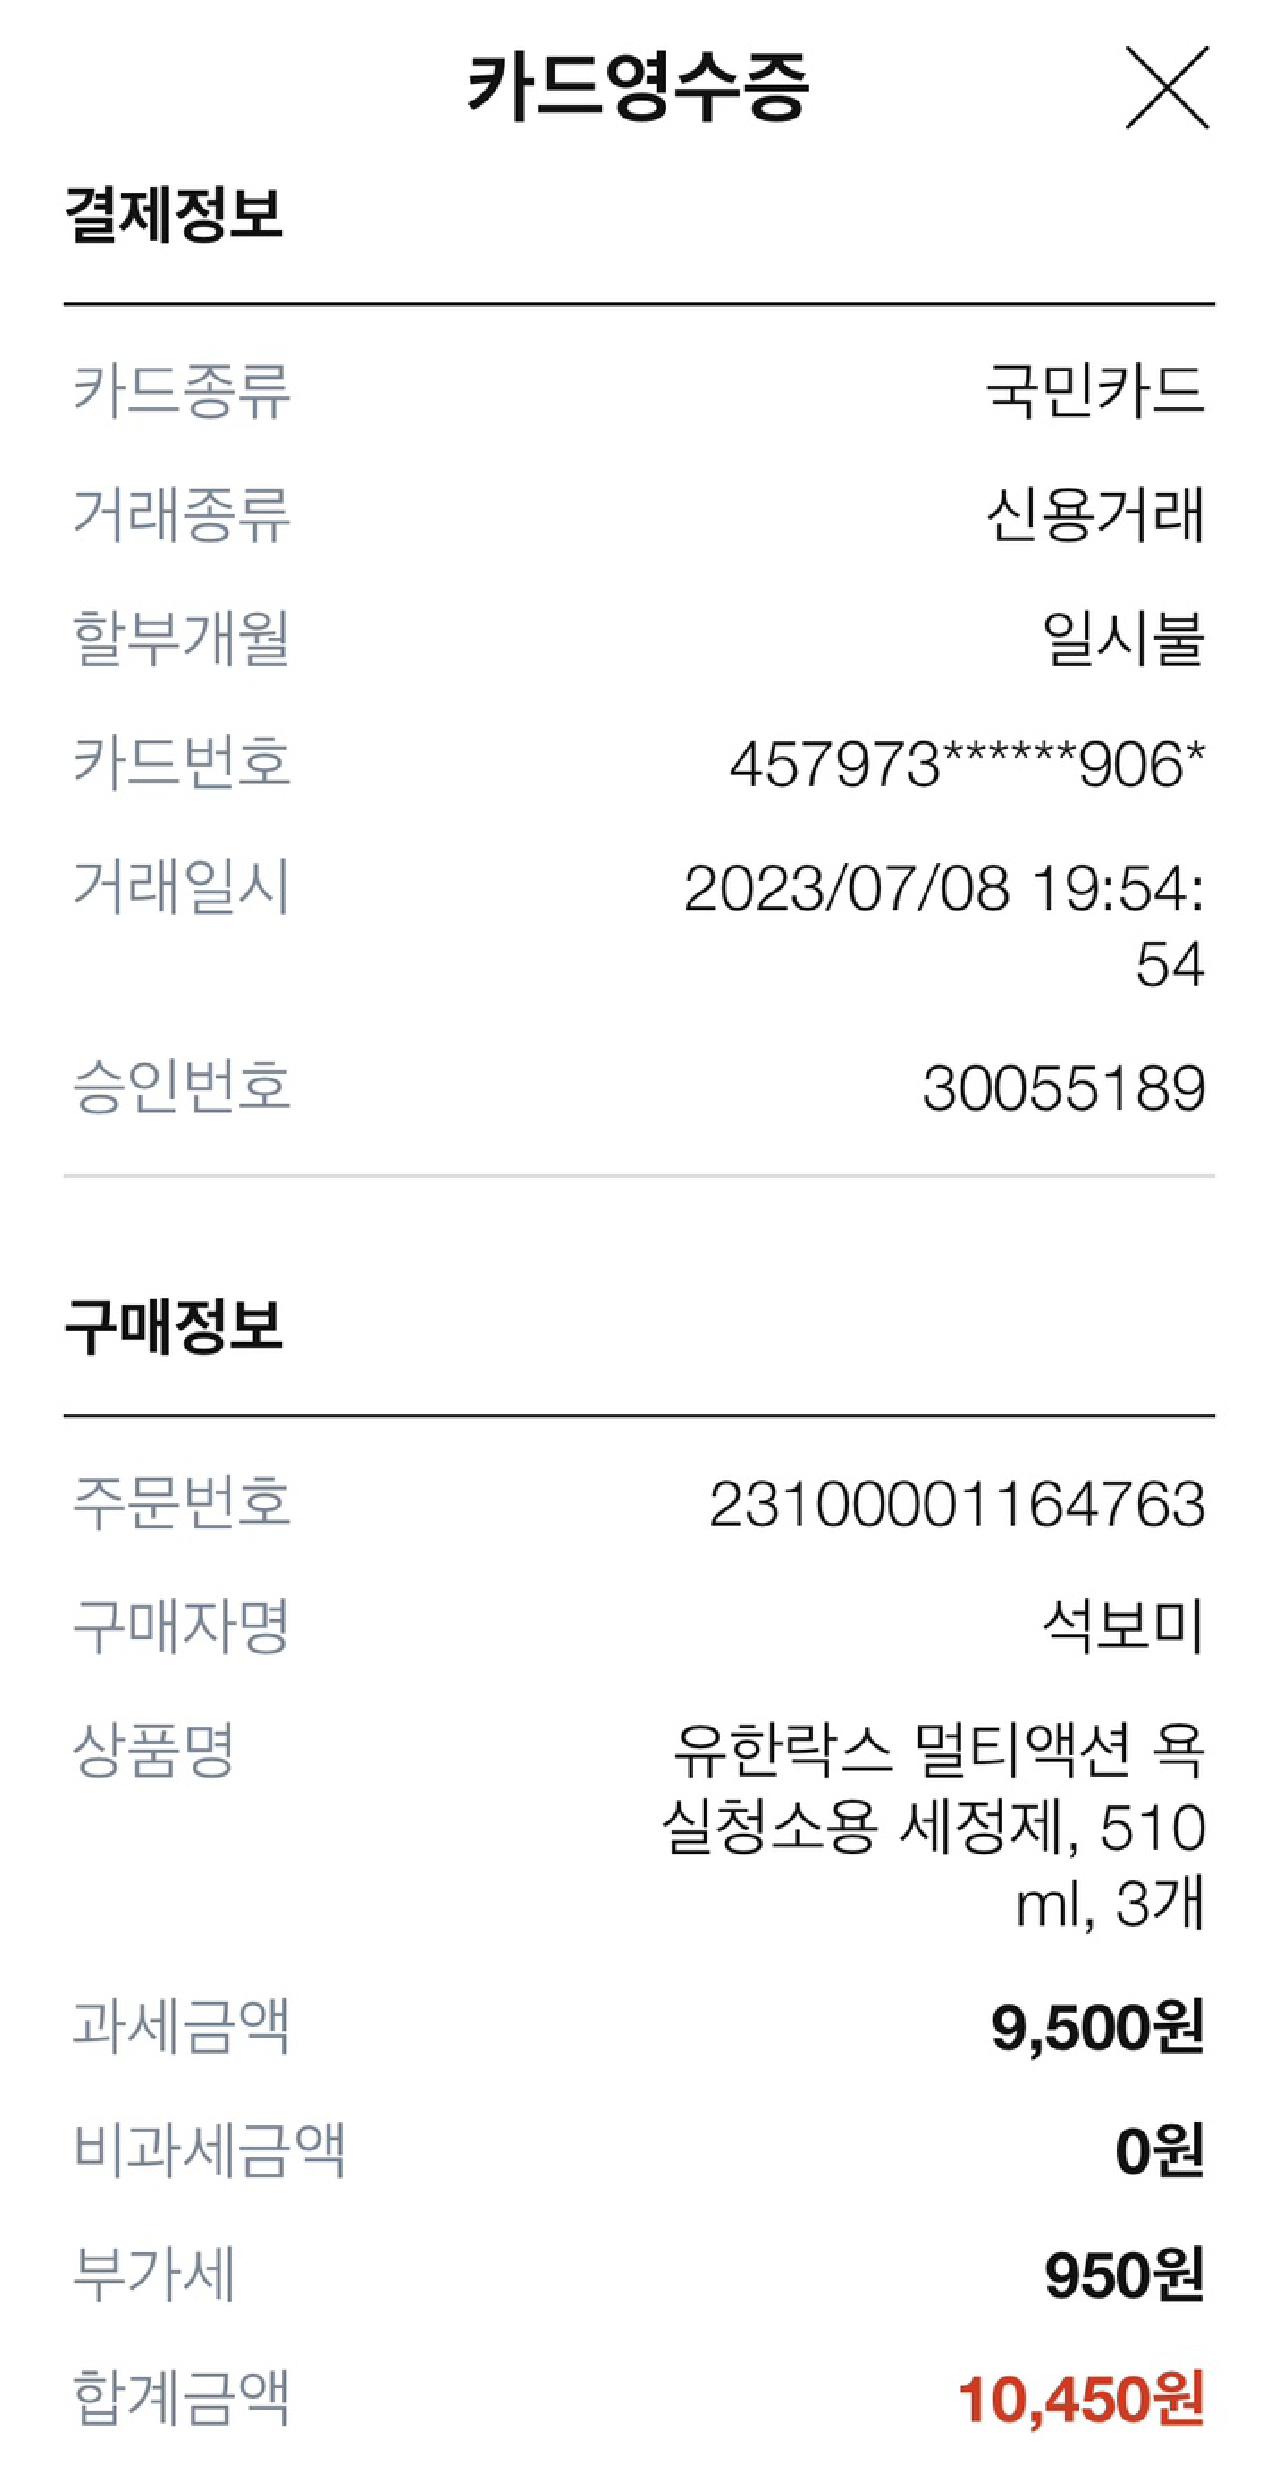 카드영수증
결제정보
카드종류 국민카드
거래종류 신용거래
할부개월 일시불
카드번호 457973******906*
거래일시 2023/07/08 19:54:
54
승인번호 30055189
구매정보
주문번호 23100001164763
구매자명 석보미
상품명 유한락스 멀티액션 욕
실청소용 세정제, 510
ml, 3개
과세금액 9,500원
비과세금액 0원
부가세 950원
합계금액 10,450원